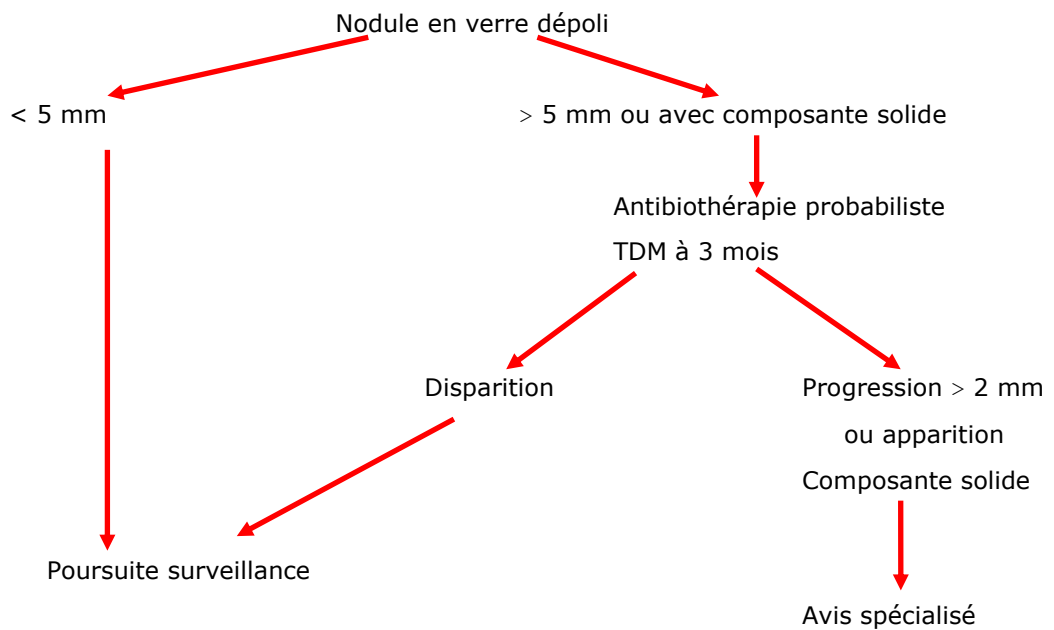 Nodule en verre dépoli
< 5 mm
> 5 mm ou avec composante solide
Antibiothérapie probabiliste
TDM à 3 mois
Disparition
Progression > 2 mm
ou apparition
Composante solide
Poursuite surveillance
Avis spécialisé